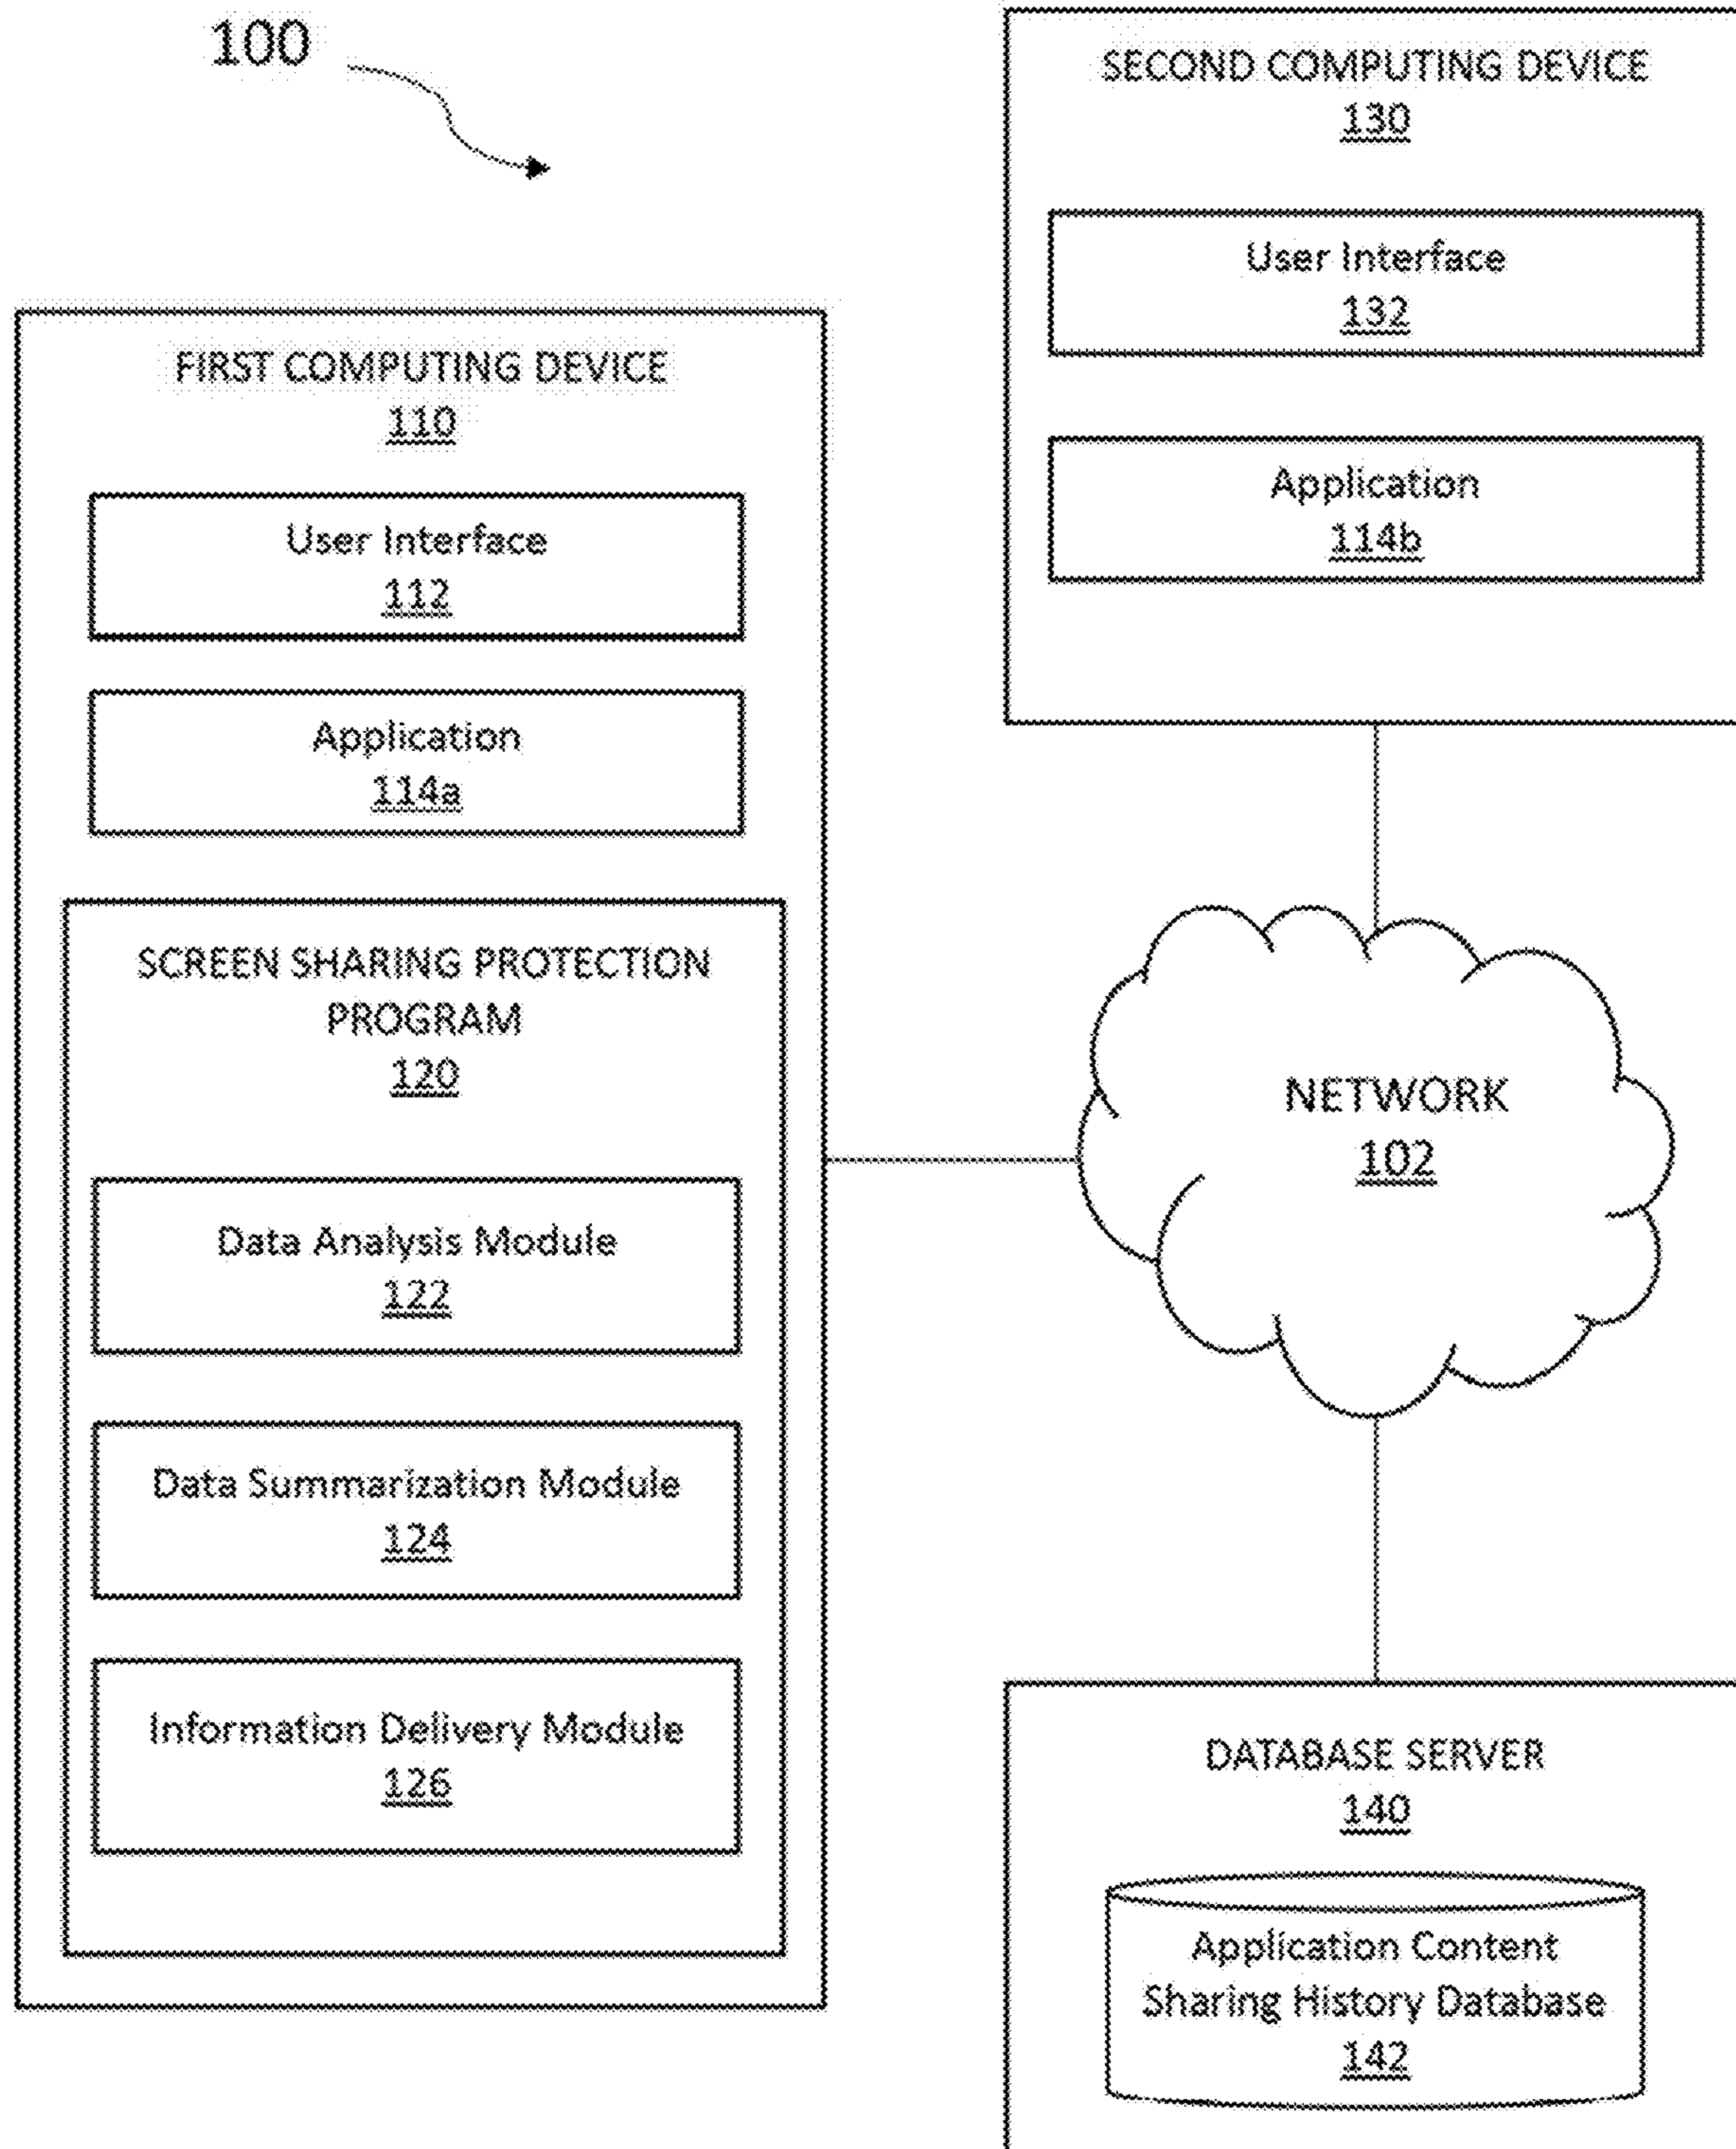 100
SECOND COMPUTING DEVICE
130
User Interface
132
Application
114b
FIRST COMPUTING DEVICE
110
User Interface
112
Application
114a
SCREEN SHARING PROTECTION
PROGRAM
120
Data Analysis Module
122
Data Summarization Module
124
Information Delivery Module
126
NETWORK
102
DATABASE SERVER
140
Application Content
Sharing History Database
142